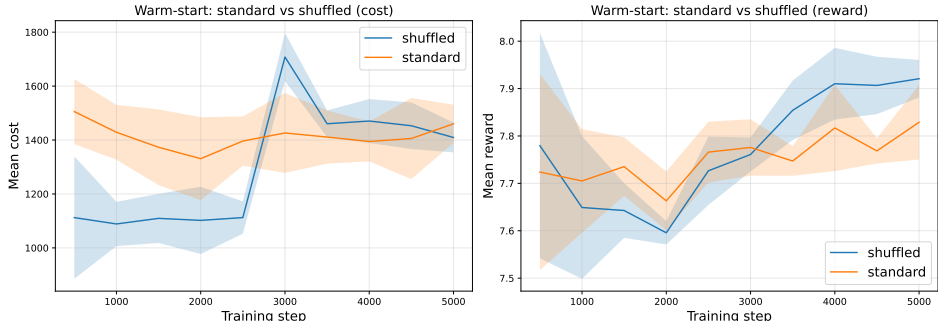 Warm-start: standard vs shuffled (cost)
1800
1600
1400
1200
1000
Mean cost
shuffled
standard
1000
2000
3000
4000
5000
Training step
Warm-start: standard vs shuffled (reward)
8.0
7.9
7.8
7.7
7.6
7.5
Mean reward
shuffled
standard
1000
2000
3000
4000
5000
Training step